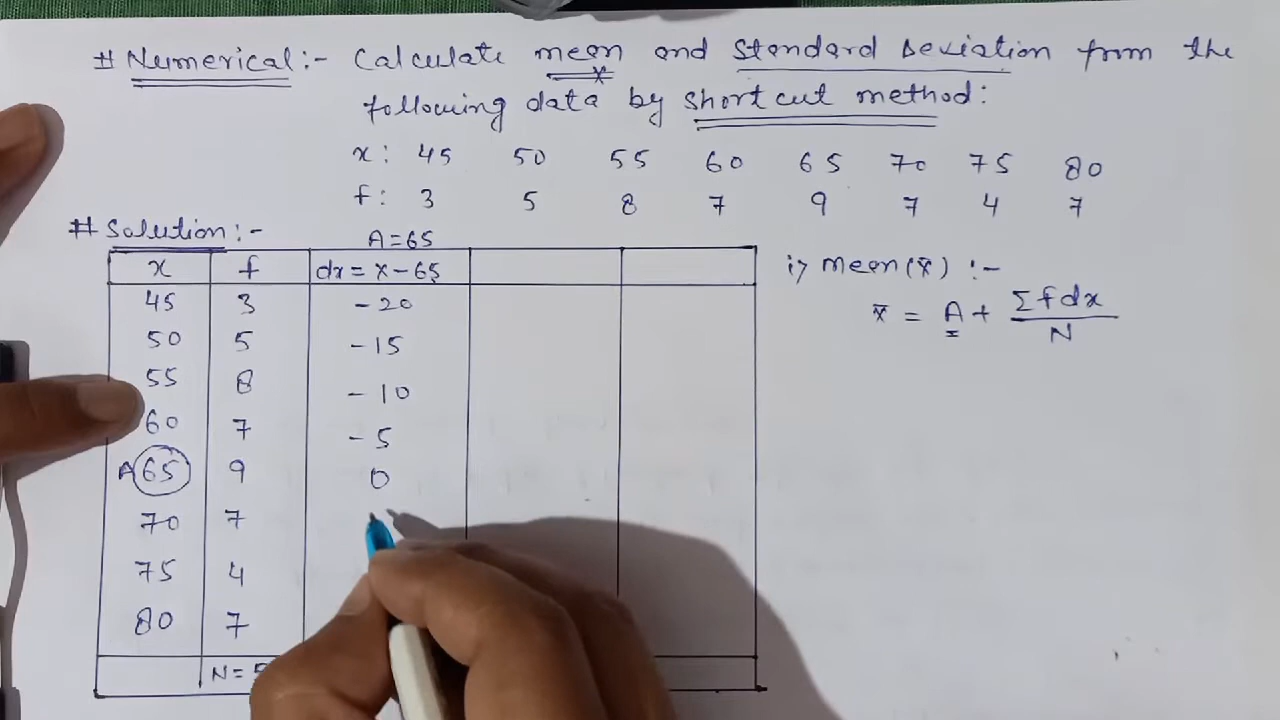 # Numerical:- Calculate mean and Standard Deviation from the
following data by short cut method:
x: 45 50 55 60 65 70 75 80
f: 3 5 8 7 9 7 4 7
# Solution:-
A=65
x f dx = x-65
45 3 -20
50 5 -15
55 8 -10
60 7 -5
A 65 9 0
70 7
75 4
80 7
N=
i> mean (x̄) :-
x̄ = A + Σfdx
N